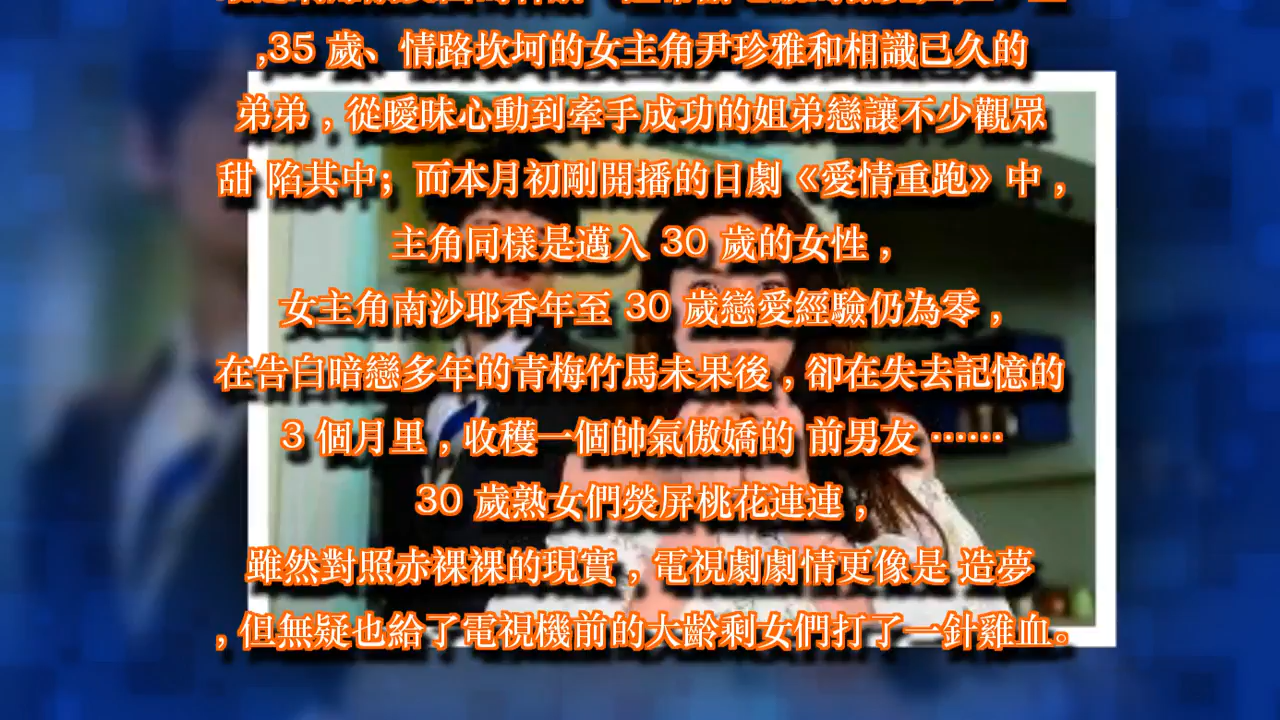 ,35 歲、情路坎坷的女主角尹珍雅和相識已久的
弟弟，從曖昧心動到牽手成功的姐弟戀讓不少觀眾
甜 陷其中；而本月初剛開播的日劇《愛情重跑》中，
主角同樣是邁入 30 歲的女性，
女主角南沙耶香年至 30 歲戀愛經驗仍為零，
在告白暗戀多年的青梅竹馬未果後，卻在失去記憶的
3 個月里，收穫一個帥氣傲嬌的 前男友 ⋯⋯
30 歲熟女們熒屏桃花連連，
雖然對照赤裸裸的現實，電視劇劇情更像是 造夢
，但無疑也給了電視機前的大齡剩女們打了一針雞血。